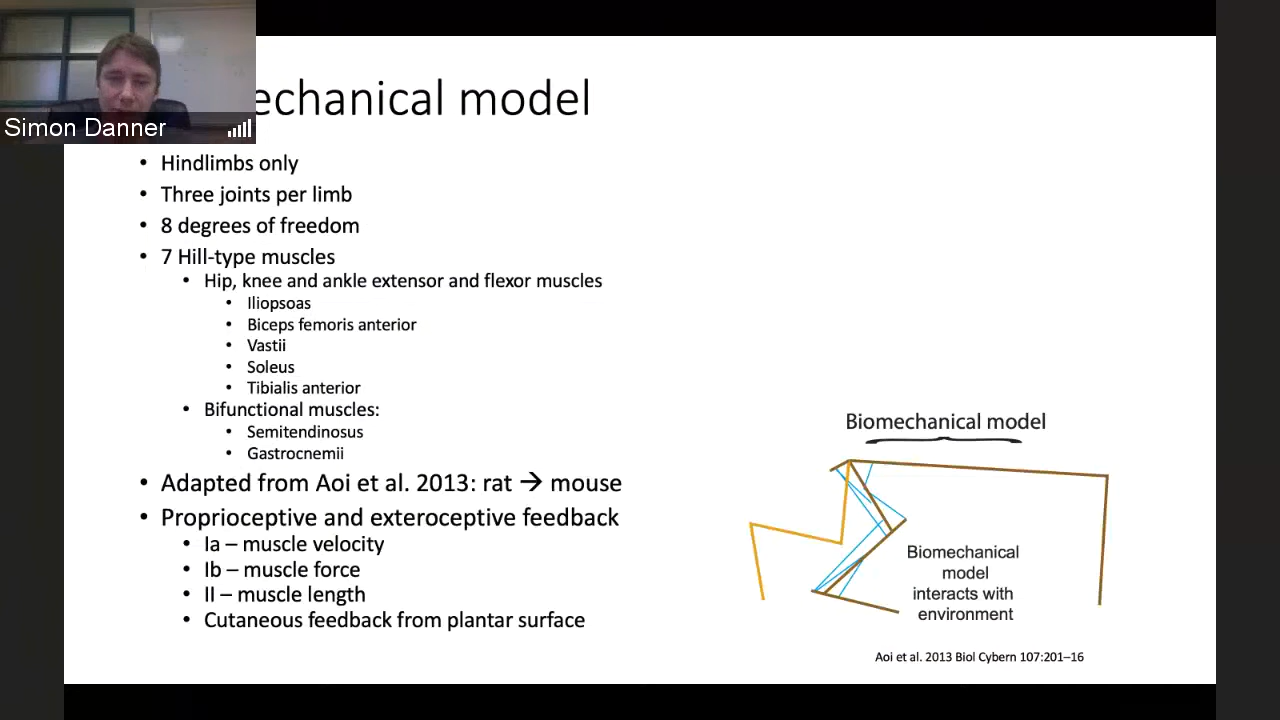 echanical model
Simon Danner
• Hindlimbs only
• Three joints per limb
• 8 degrees of freedom
• 7 Hill-type muscles
• Hip, knee and ankle extensor and flexor muscles
• Iliopsoas
• Biceps femoris anterior
• Vastii
• Soleus
• Tibialis anterior
• Bifunctional muscles:
• Semitendinosus
• Gastrocnemii
• Adapted from Aoi et al. 2013: rat → mouse
• Proprioceptive and exteroceptive feedback
• Ia – muscle velocity
• Ib – muscle force
• II – muscle length
• Cutaneous feedback from plantar surface
Biomechanical model
Biomechanical
model
interacts with
environment
Aoi et al. 2013 Biol Cybern 107:201–16